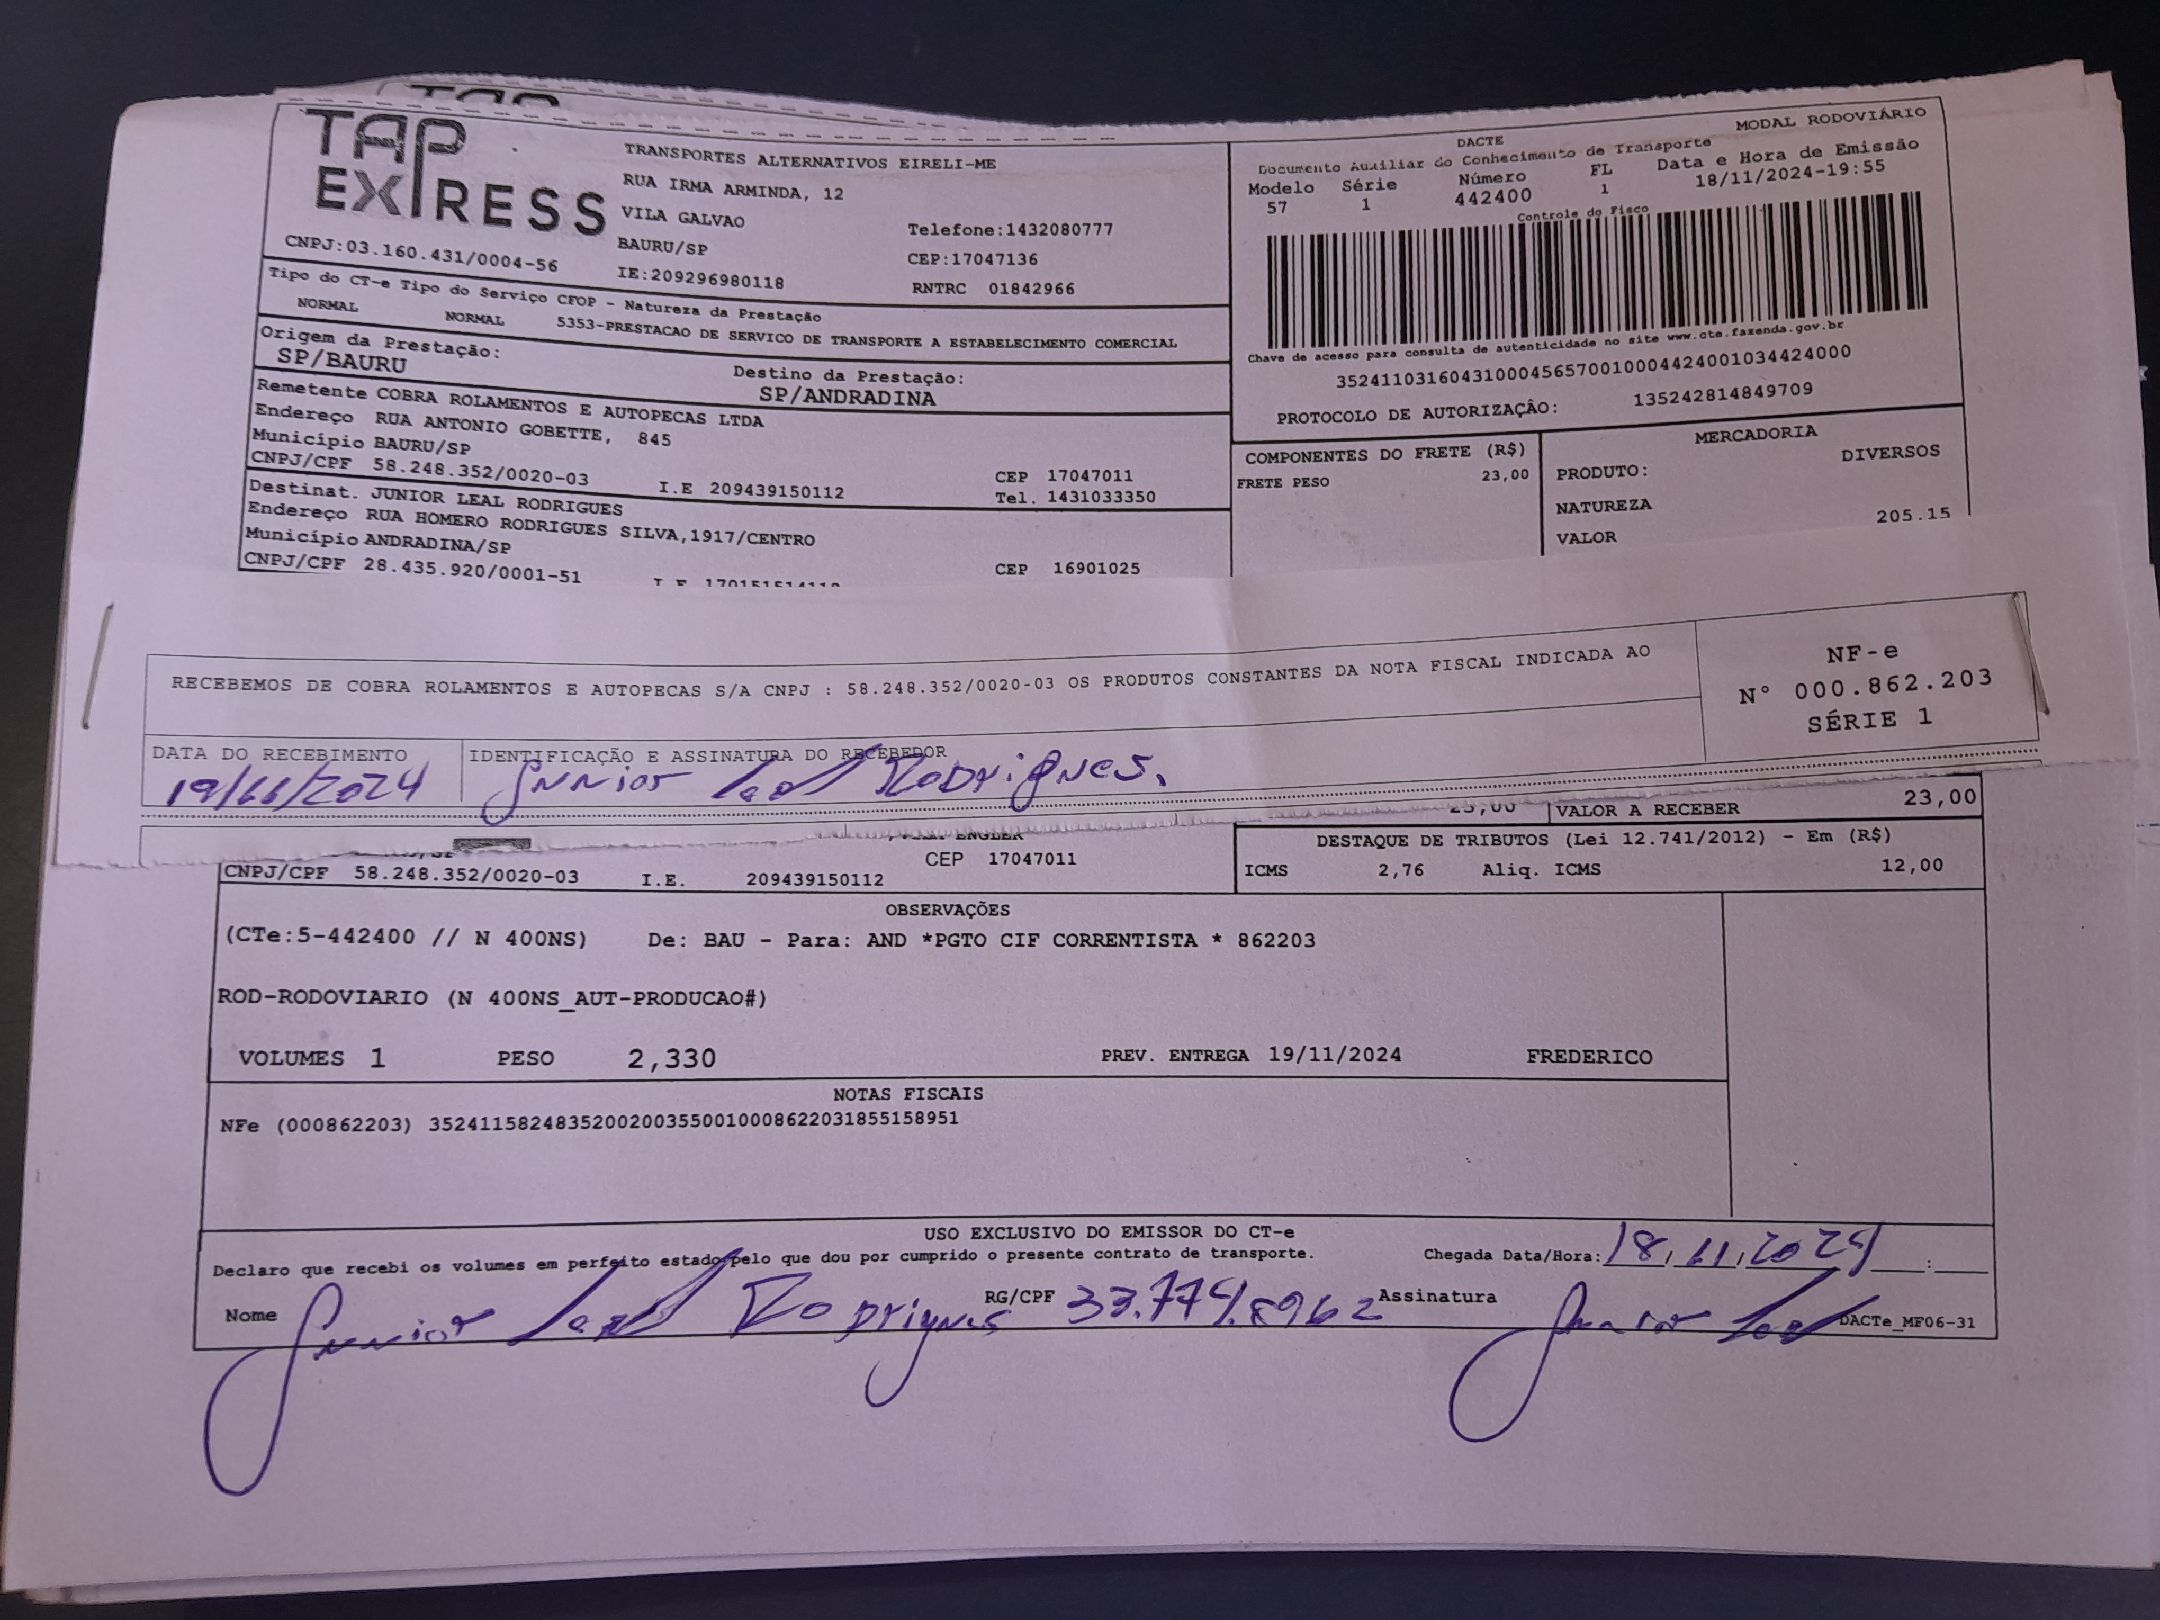 TAP
EXPRESS
CNPJ:03.160.431/0004-56
TRANSPORTES ALTERNATIVOS EIRELI-ME
RUA IRMA ARMINDA, 12
VILA GALVAO
BAURU/SP
IE:209296980118
Telefone:1432080777
CEP:17047136
RNTRC 01842966
MODAL RODOVIÁRIO
DACTE
Documento Auxiliar do Conhecimento de Transporte
Modelo Série Número FL Data e Hora de Emissão
57 1 442400 1 18/11/2024-19:55
Controle do Fisco
Chave de acesso para consulta de autenticidade no site www.cte.fazenda.gov.br
35241103160431000456570010004424001034424000
PROTOCOLO DE AUTORIZAÇÂO: 135242814849709
Tipo do CT-e Tipo do Serviço CFOP - Natureza da Prestação
NORMAL NORMAL 5353-PRESTACAO DE SERVICO DE TRANSPORTE A ESTABELECIMENTO COMERCIAL
Origem da Prestação: Destino da Prestação:
SP/BAURU SP/ANDRADINA
Remetente COBRA ROLAMENTOS E AUTOPECAS LTDA
Endereço RUA ANTONIO GOBETTE, 845
Município BAURU/SP CEP 17047011
CNPJ/CPF 58.248.352/0020-03 I.E 209439150112 Tel. 1431033350
Destinat. JUNIOR LEAL RODRIGUES
Endereço RUA HOMERO RODRIGUES SILVA,1917/CENTRO
Município ANDRADINA/SP CEP 16901025
CNPJ/CPF 28.435.920/0001-51
COMPONENTES DO FRETE (R$)
FRETE PESO 23,00
MERCADORIA
PRODUTO: DIVERSOS
NATUREZA
VALOR 205.15
RECEBEMOS DE COBRA ROLAMENTOS E AUTOPECAS S/A CNPJ : 58.248.352/0020-03 OS PRODUTOS CONSTANTES DA NOTA FISCAL INDICADA AO
NF-e
N° 000.862.203
SÉRIE 1
DATA DO RECEBIMENTO IDENTIFICAÇÃO E ASSINATURA DO RECEBEDOR
19/11/2024 Junior Leal Rodrigues.
VALOR A RECEBER 23,00
CEP 17047011
CNPJ/CPF 58.248.352/0020-03 I.E. 209439150112
DESTAQUE DE TRIBUTOS (Lei 12.741/2012) - Em (R$)
ICMS 2,76 Aliq. ICMS 12,00
OBSERVAÇÕES
(CTe:5-442400 // N 400NS) De: BAU - Para: AND *PGTO CIF CORRENTISTA * 862203
ROD-RODOVIARIO (N 400NS_AUT-PRODUCAO#)
VOLUMES 1 PESO 2,330 PREV. ENTREGA 19/11/2024 FREDERICO
NOTAS FISCAIS
NFe (000862203) 35241158248352002003550010008622031855158951
USO EXCLUSIVO DO EMISSOR DO CT-e
Declaro que recebi os volumes em perfeito estado pelo que dou por cumprido o presente contrato de transporte. Chegada Data/Hora: 18/11/2024 __:__
Nome Junior Leal Rodrigues RG/CPF 33.774.8962 Assinatura Junior Leal
DACTe_MF06-31